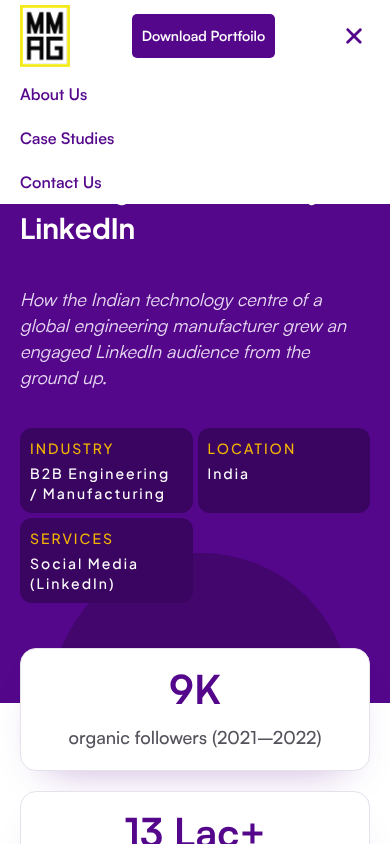 MM
AG
Download Portfoilo
About Us
Case Studies
Contact Us
LinkedIn
How the Indian technology centre of a
global engineering manufacturer grew an
engaged LinkedIn audience from the
ground up.
INDUSTRY
B2B Engineering
/ Manufacturing
LOCATION
India
SERVICES
Social Media
(LinkedIn)
9K
organic followers (2021—2022)
13 Lac+